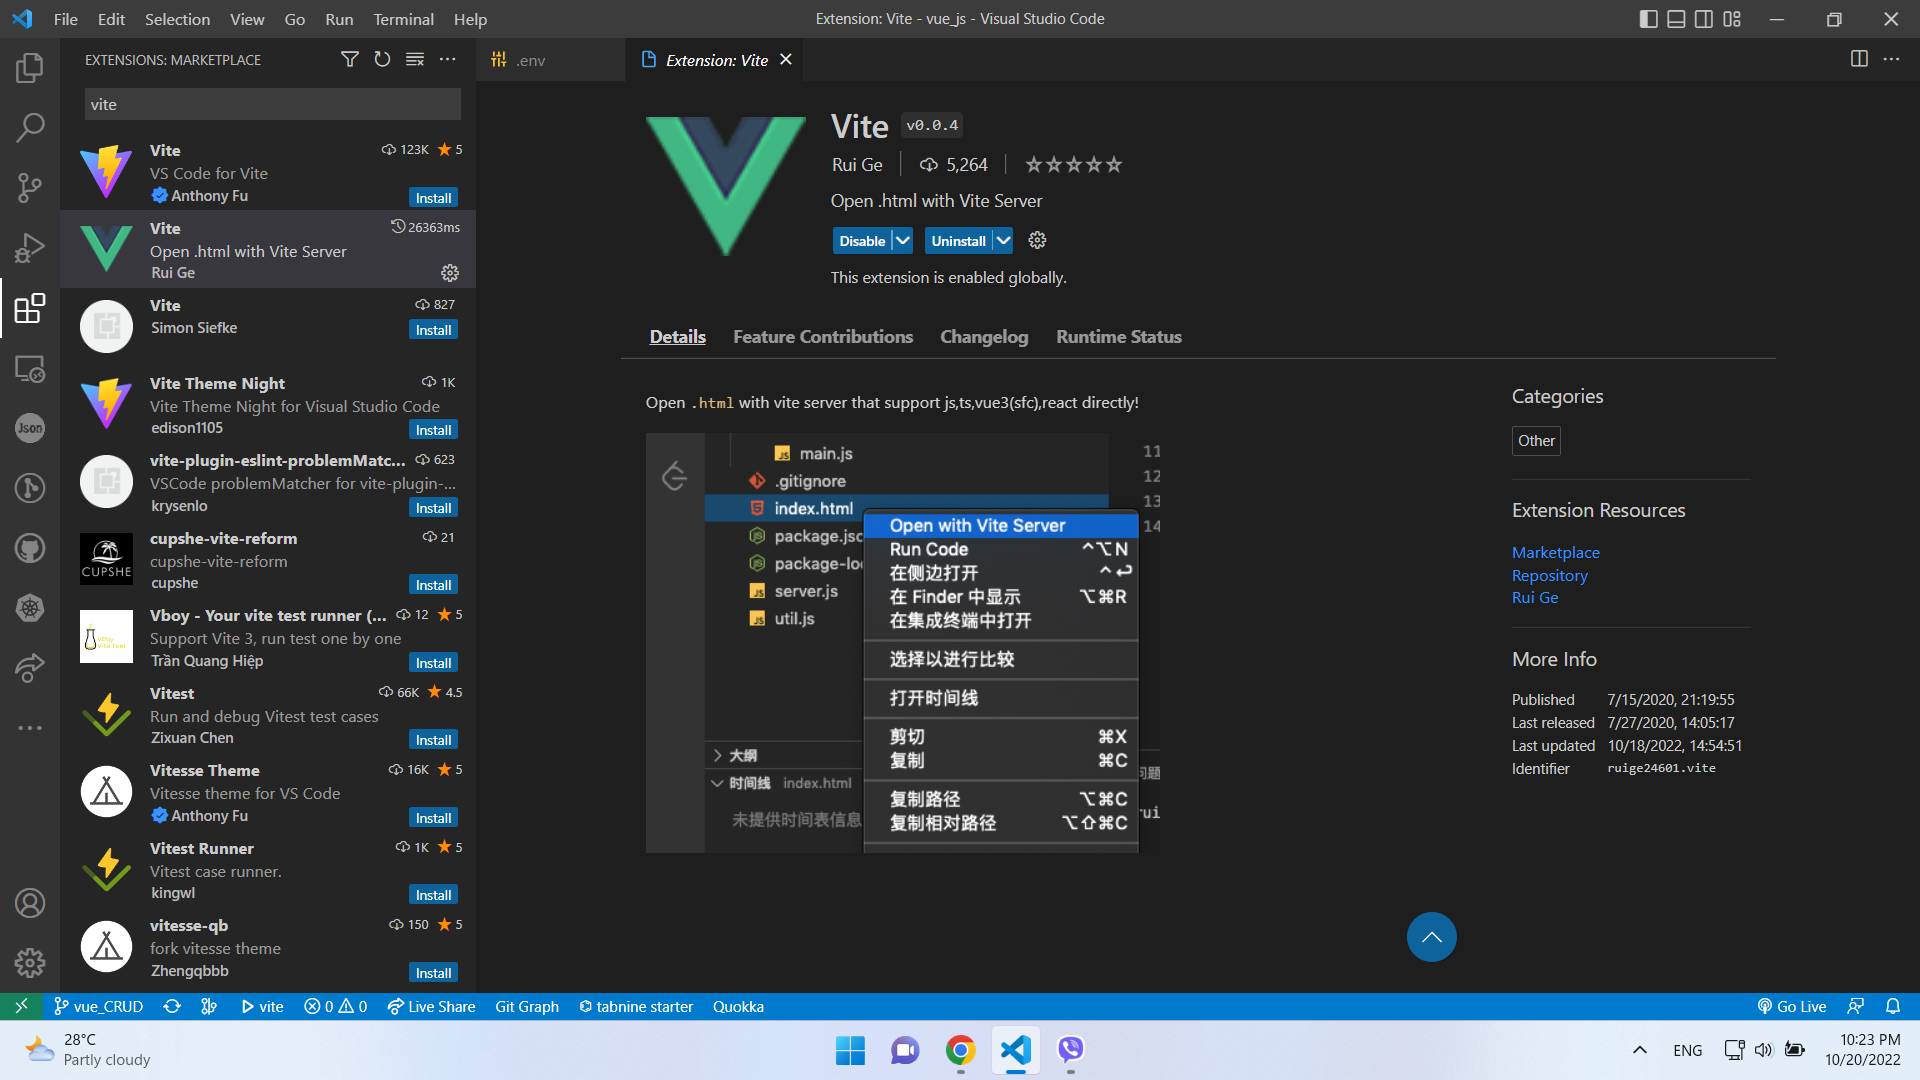 File Edit Selection View Go Run Terminal Help
Extension: Vite - vue_js - Visual Studio Code
EXTENSIONS: MARKETPLACE
.env
Extension: Vite
vite
Vite
123K
5
VS Code for Vite
Anthony Fu
Install
Vite
26363ms
Open .html with Vite Server
Rui Ge
Vite
827
Simon Siefke
Install
Vite Theme Night
1K
Vite Theme Night for Visual Studio Code
edison1105
Install
vite-plugin-eslint-problemMatc...
623
VSCode problemMatcher for vite-plugin-...
krysenlo
Install
cupshe-vite-reform
21
cupshe-vite-reform
cupshe
Install
CUPSHE
Vboy - Your vite test runner (...
12
5
Support Vite 3, run test one by one
Trần Quang Hiệp
Install
Vitest
66K
4.5
Run and debug Vitest test cases
Zixuan Chen
Install
Vitesse Theme
16K
5
Vitesse theme for VS Code
Anthony Fu
Install
Vitest Runner
1K
5
Vitest case runner.
kingwl
Install
vitesse-qb
150
5
fork vitesse theme
Zhengqbbb
Install
Json
Vite v0.0.4
Rui Ge
5,264
Open .html with Vite Server
Disable
Uninstall
This extension is enabled globally.
Details Feature Contributions Changelog Runtime Status
Open .html with vite server that support js,ts,vue3(sfc),react directly!
main.js
.gitignore
index.html
package.jsc
package-loc
server.js
util.js
11
12
13
14
Open with Vite Server
Run Code ^⌥N
在侧边打开 ^↩
在 Finder 中显示 ⌥⌘R
在集成终端中打开
选择以进行比较
打开时间线
剪切 ⌘X
复制 ⌘C
复制路径 ⌥⌘C
复制相对路径 ⌥⇧⌘C
大纲
时间线 index.html
未提供时间表信息
问题
rui
Categories
Other
Extension Resources
Marketplace
Repository
Rui Ge
More Info
Published 7/15/2020, 21:19:55
Last released 7/27/2020, 14:05:17
Last updated 10/18/2022, 14:54:51
Identifier ruige24601.vite
vue_CRUD
vite
0
0
Live Share
Git Graph
tabnine starter
Quokka
Go Live
28°C
Partly cloudy
ENG
10:23 PM
10/20/2022